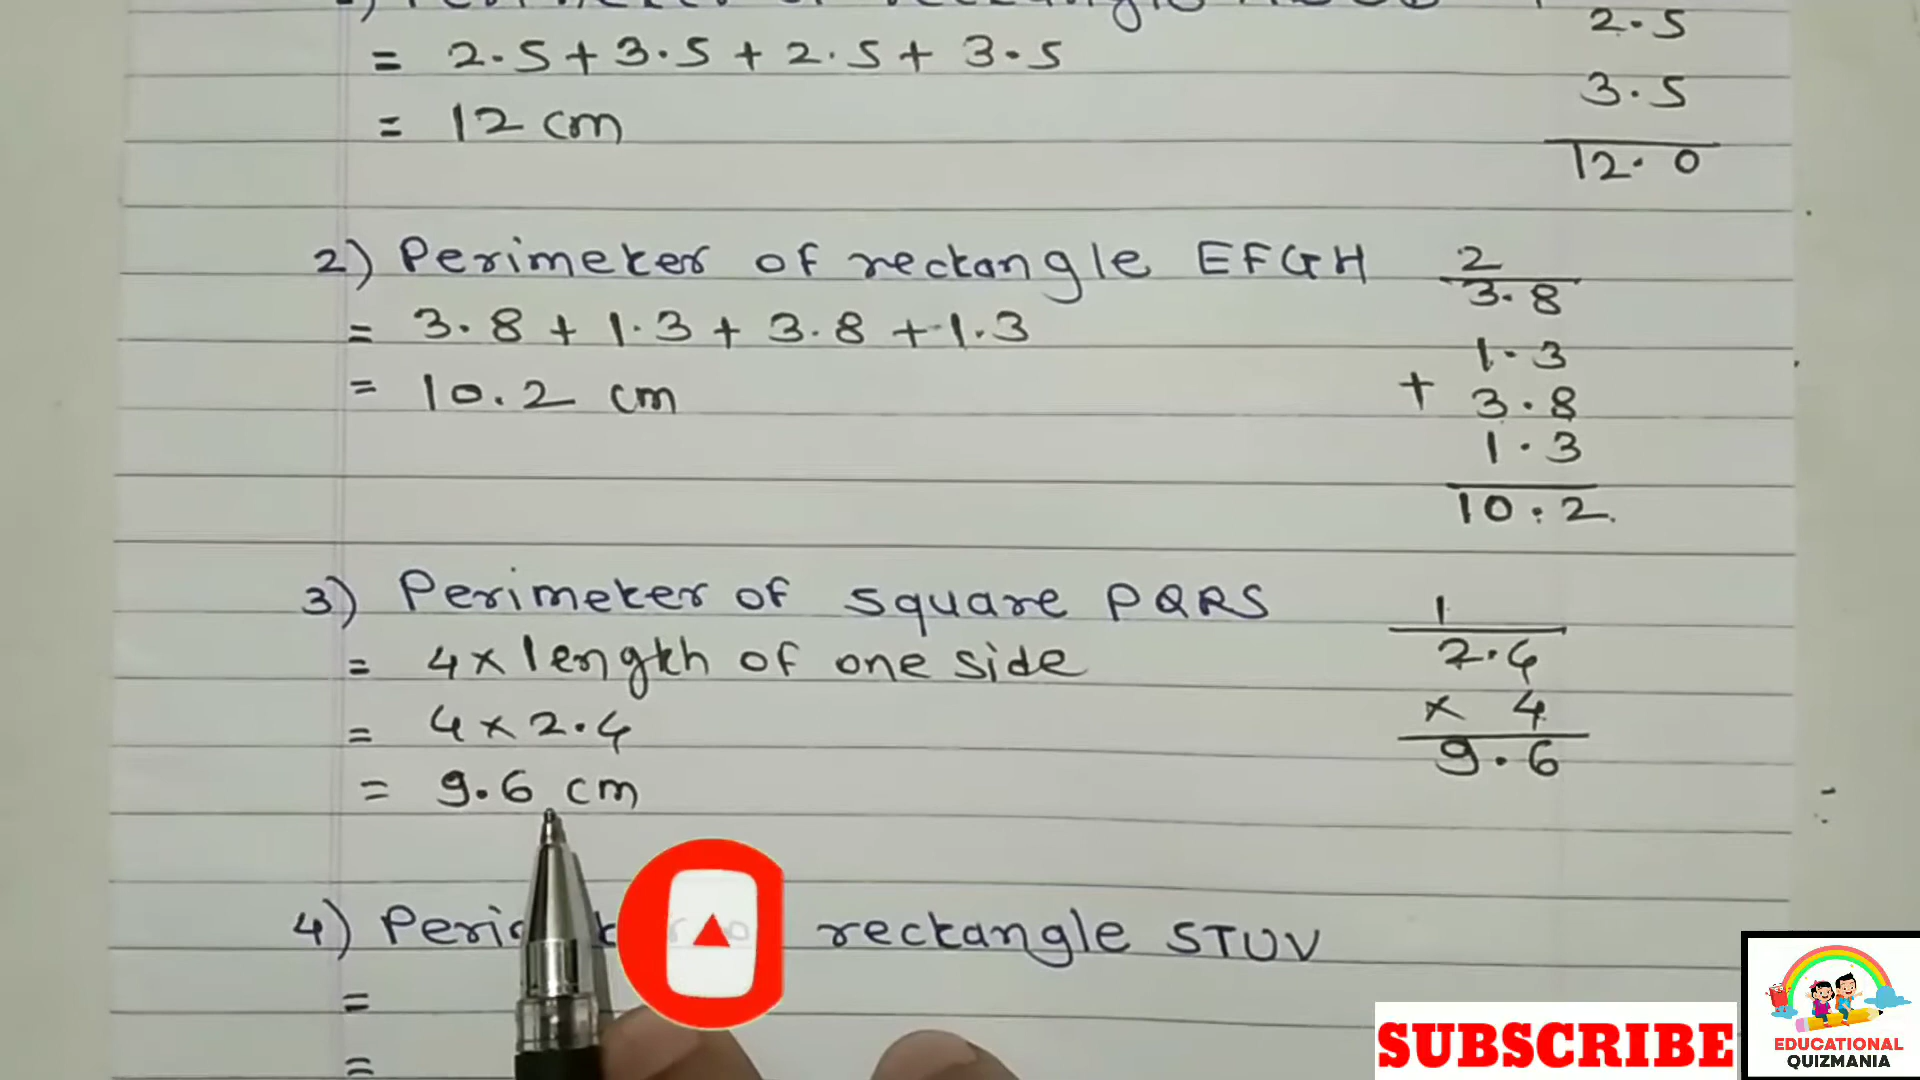 = 2.5 + 3.5 + 2.5 + 3.5
= 12 cm
2.5
3.5
12.0
2) Perimeter of rectangle EFGH
= 3.8 + 1.3 + 3.8 + 1.3
= 10.2 cm
2
3.8
1.3
+ 3.8
1.3
10.2
3) Perimeter of square PQRS
= 4 × length of one side
= 4 × 2.4
= 9.6 cm
1
2.4
× 4
9.6
4) rectangle STUV
=
=
SUBSCRIBE
EDUCATIONAL
QUIZMANIA